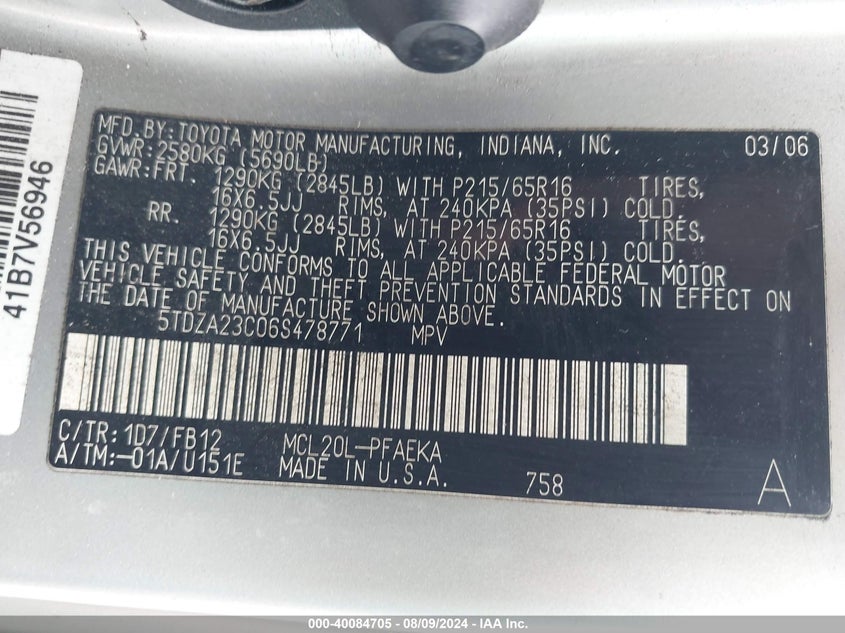 MFD. BY: TOYOTA MOTOR MANUFACTURING, INDIANA, INC. 03/06
GVWR: 2580KG (5690LB)
GAWR: FRT. 1290KG (2845LB) WITH P215/65R16 TIRES,
16X6.5JJ RIMS, AT 240KPA (35PSI) COLD.
RR. 1290KG (2845LB) WITH P215/65R16 TIRES,
16X6.5JJ RIMS, AT 240KPA (35PSI) COLD.
THIS VEHICLE CONFORMS TO ALL APPLICABLE FEDERAL MOTOR
VEHICLE SAFETY AND THEFT PREVENTION STANDARDS IN EFFECT ON
THE DATE OF MANUFACTURE SHOWN ABOVE.
5TDZA23C06S478771 MPV
C/TR: 1D7/FB12 MCL20L-PFAEKA
A/TM: -01A/U151E MADE IN U.S.A. 758 A
41B7V56946
000-40084705 - 08/09/2024 - IAA Inc.